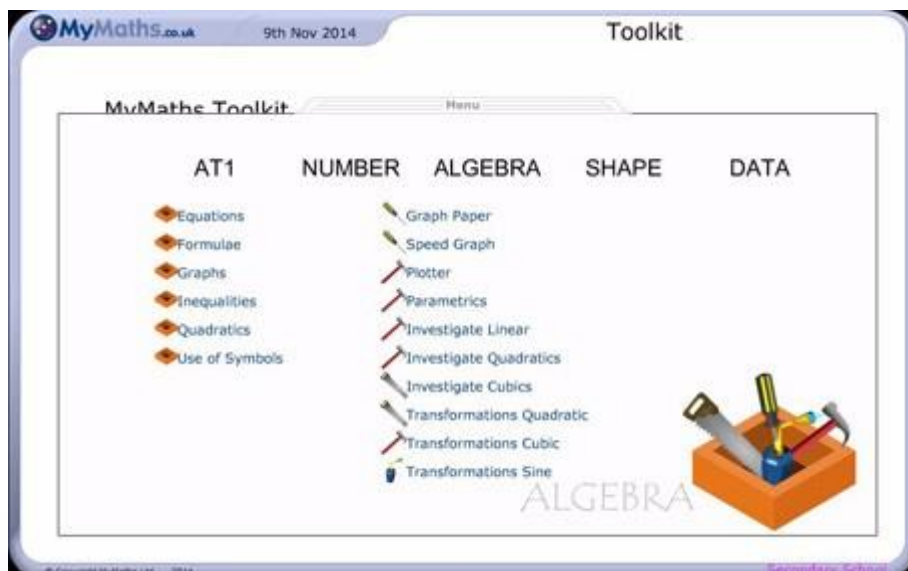 MyMaths.co.uk
9th Nov 2014
Toolkit
MyMaths Toolkit
Menu
AT1 NUMBER ALGEBRA SHAPE DATA
Equations
Formulae
Graphs
Inequalities
Quadratics
Use of Symbols
Graph Paper
Speed Graph
Plotter
Parametrics
Investigate Linear
Investigate Quadratics
Investigate Cubics
Transformations Quadratic
Transformations Cubic
Transformations Sine
ALGEBRA
Secondary School